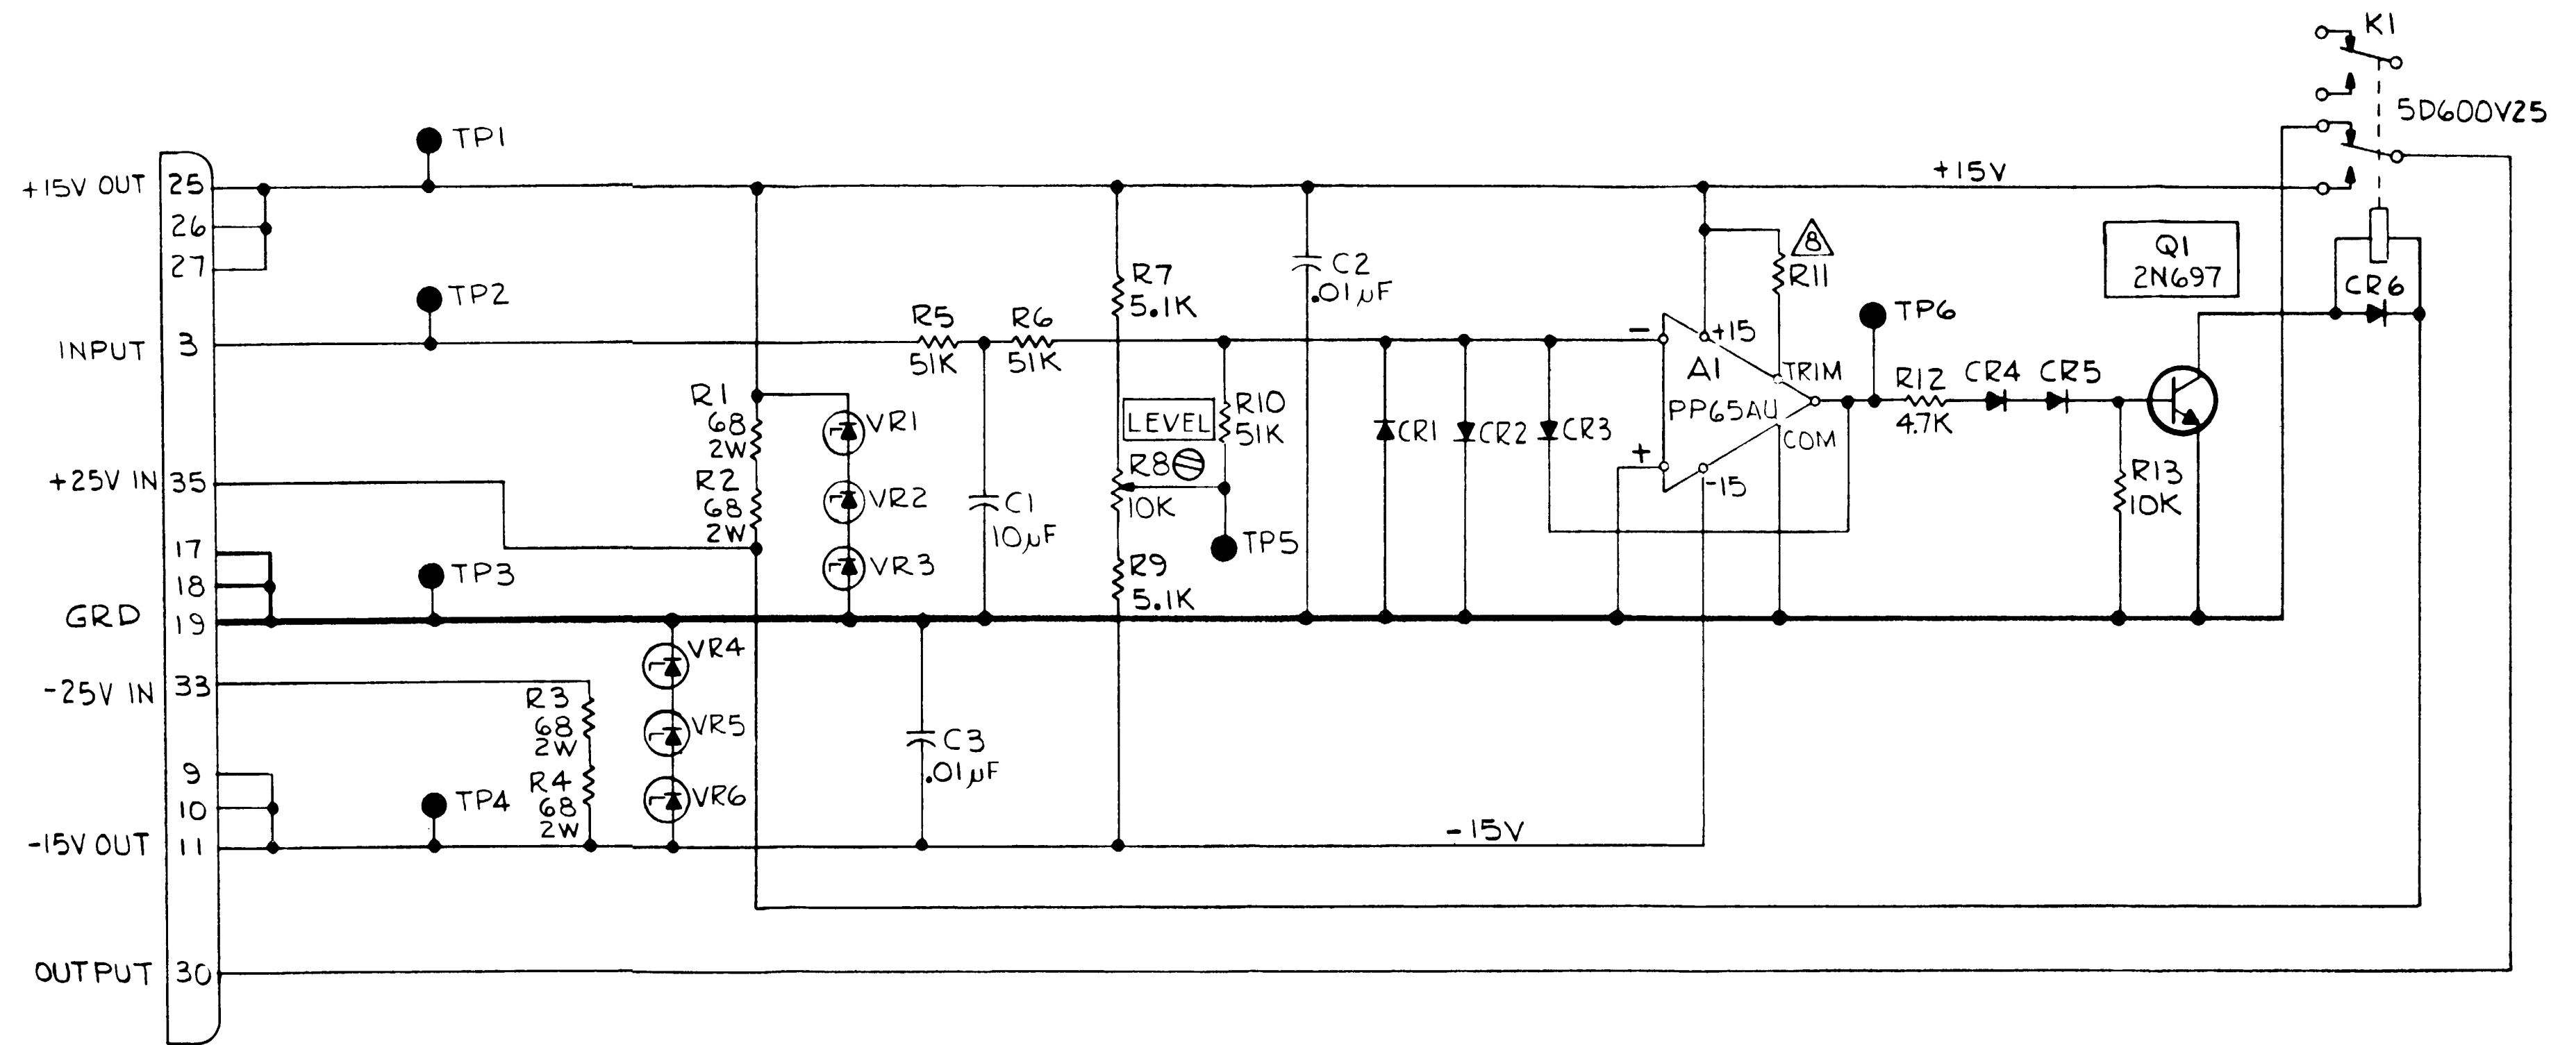 K1
5D600V25
TP1
+15V OUT 25
26
27
+15V
TP2
INPUT 3
R5
51K
R6
51K
R7
5.1K
C2
.01µF
8
R11
Q1
2N697
CR6
TP6
-
+15
A1
TRIM
PP65AU
COM
+
-15
R12
47K
CR4
CR5
R1
68
2W
R2
68
2W
VR1
VR2
VR3
LEVEL
R10
51K
R8
10K
CR1
CR2
CR3
R13
10K
+25V IN 35
C1
10µF
TP5
R9
5.1K
17
18
GRD 19
TP3
VR4
VR5
VR6
-25V IN 33
R3
68
2W
R4
68
2W
C3
.01µF
9
10
-15V OUT 11
TP4
-15V
OUTPUT 30